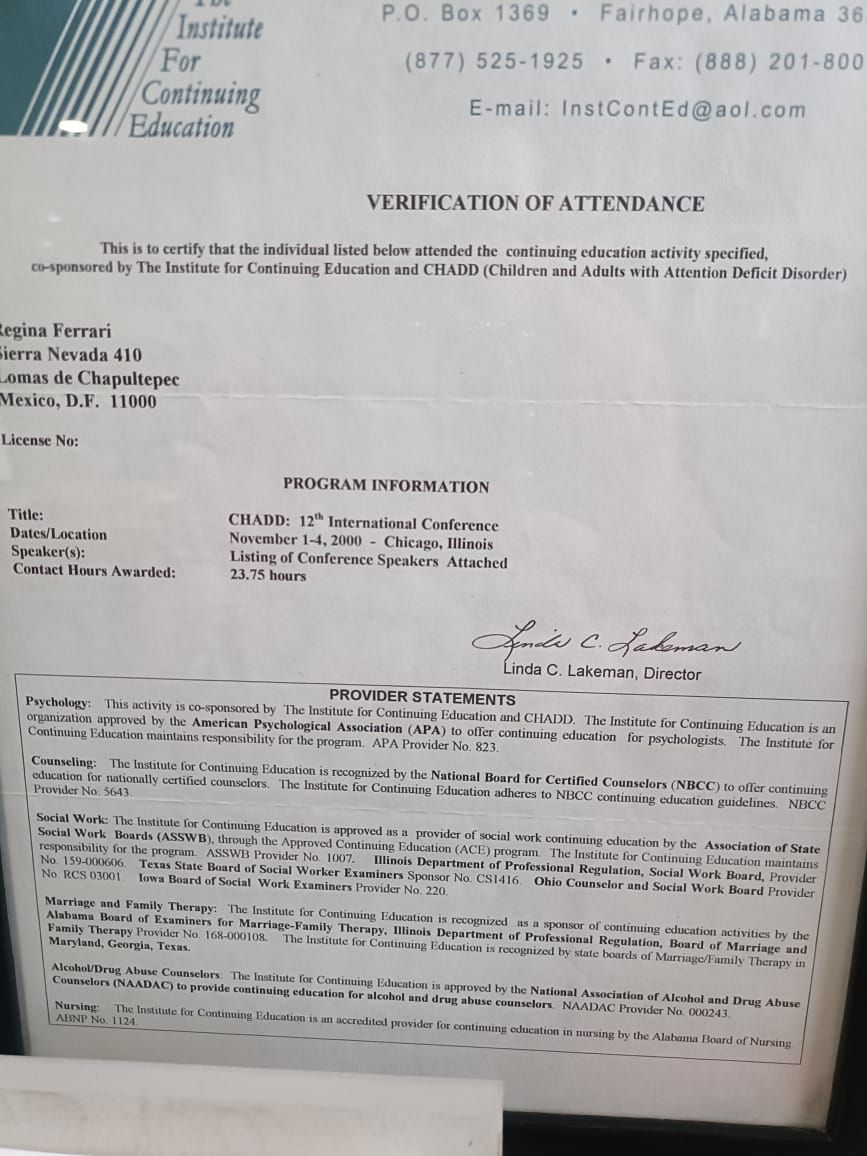 Institute
For
Continuing
Education
P.O. Box 1369 • Fairhope, Alabama 36
(877) 525-1925 • Fax: (888) 201-800
E-mail: InstContEd@aol.com
VERIFICATION OF ATTENDANCE
This is to certify that the individual listed below attended the continuing education activity specified,
co-sponsored by The Institute for Continuing Education and CHADD (Children and Adults with Attention Deficit Disorder)
Regina Ferrari
Sierra Nevada 410
Lomas de Chapultepec
Mexico, D.F. 11000
License No:
PROGRAM INFORMATION
Title: CHADD: 12th International Conference
Dates/Location November 1-4, 2000 - Chicago, Illinois
Speaker(s): Listing of Conference Speakers Attached
Contact Hours Awarded: 23.75 hours
Linda C. Lakeman
Linda C. Lakeman, Director
PROVIDER STATEMENTS
Psychology: This activity is co-sponsored by The Institute for Continuing Education and CHADD. The Institute for Continuing Education is an
organization approved by the American Psychological Association (APA) to offer continuing education for psychologists. The Institute for
Continuing Education maintains responsibility for the program. APA Provider No. 823.
Counseling: The Institute for Continuing Education is recognized by the National Board for Certified Counselors (NBCC) to offer continuing
education for nationally certified counselors. The Institute for Continuing Education adheres to NBCC continuing education guidelines. NBCC
Provider No. 5643.
Social Work: The Institute for Continuing Education is approved as a provider of social work continuing education by the Association of State
Social Work Boards (ASSWB), through the Approved Continuing Education (ACE) program. The Institute for Continuing Education maintains
responsibility for the program. ASSWB Provider No. 1007. Illinois Department of Professional Regulation, Social Work Board, Provider
No. 159-000606. Texas State Board of Social Worker Examiners Sponsor No. CS1416. Ohio Counselor and Social Work Board Provider
No. RCS 03001. Iowa Board of Social Work Examiners Provider No. 220.
Marriage and Family Therapy: The Institute for Continuing Education is recognized as a sponsor of continuing education activities by the
Alabama Board of Examiners for Marriage-Family Therapy, Illinois Department of Professional Regulation, Board of Marriage and
Family Therapy Provider No. 168-000108. The Institute for Continuing Education is recognized by state boards of Marriage/Family Therapy in
Maryland, Georgia, Texas.
Alcohol/Drug Abuse Counselors: The Institute for Continuing Education is approved by the National Association of Alcohol and Drug Abuse
Counselors (NAADAC) to provide continuing education for alcohol and drug abuse counselors. NAADAC Provider No. 000243.
Nursing: The Institute for Continuing Education is an accredited provider for continuing education in nursing by the Alabama Board of Nursing.
ABNP No. 1124.